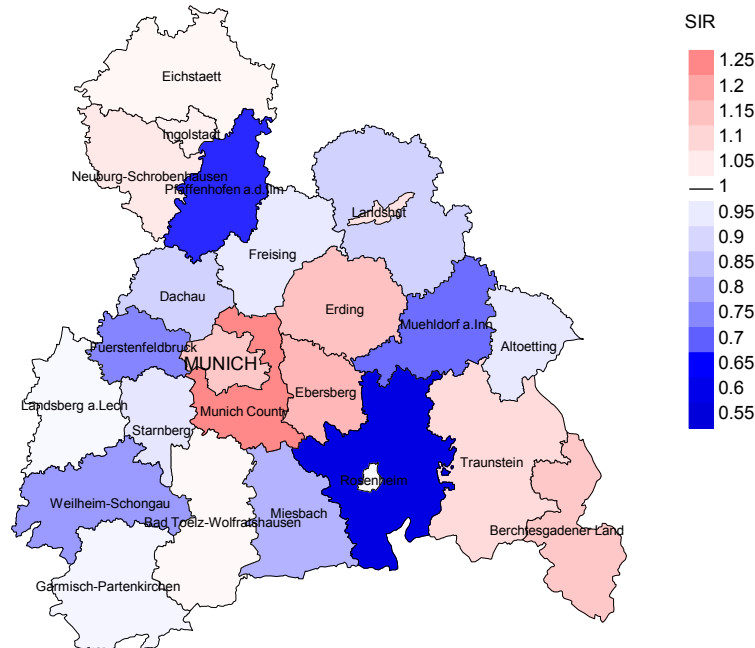 SIR
1.25
1.2
1.15
1.1
1.05
1
0.95
0.9
0.85
0.8
0.75
0.7
0.65
0.6
0.55
Eichstaett
Ingolstadt
Neuburg-Schrobenhausen
Pfaffenhofen a.d.Ilm
Landshut
Freising
Dachau
Erding
Muehldorf a.Inn
Fuerstenfeldbruck
Altoetting
MUNICH
Ebersberg
Landsberg a.Lech
Munich County
Starnberg
Traunstein
Rosenheim
Weilheim-Schongau
Miesbach
Bad Toelz-Wolfratshausen
Berchtesgadener Land
Garmisch-Partenkirchen